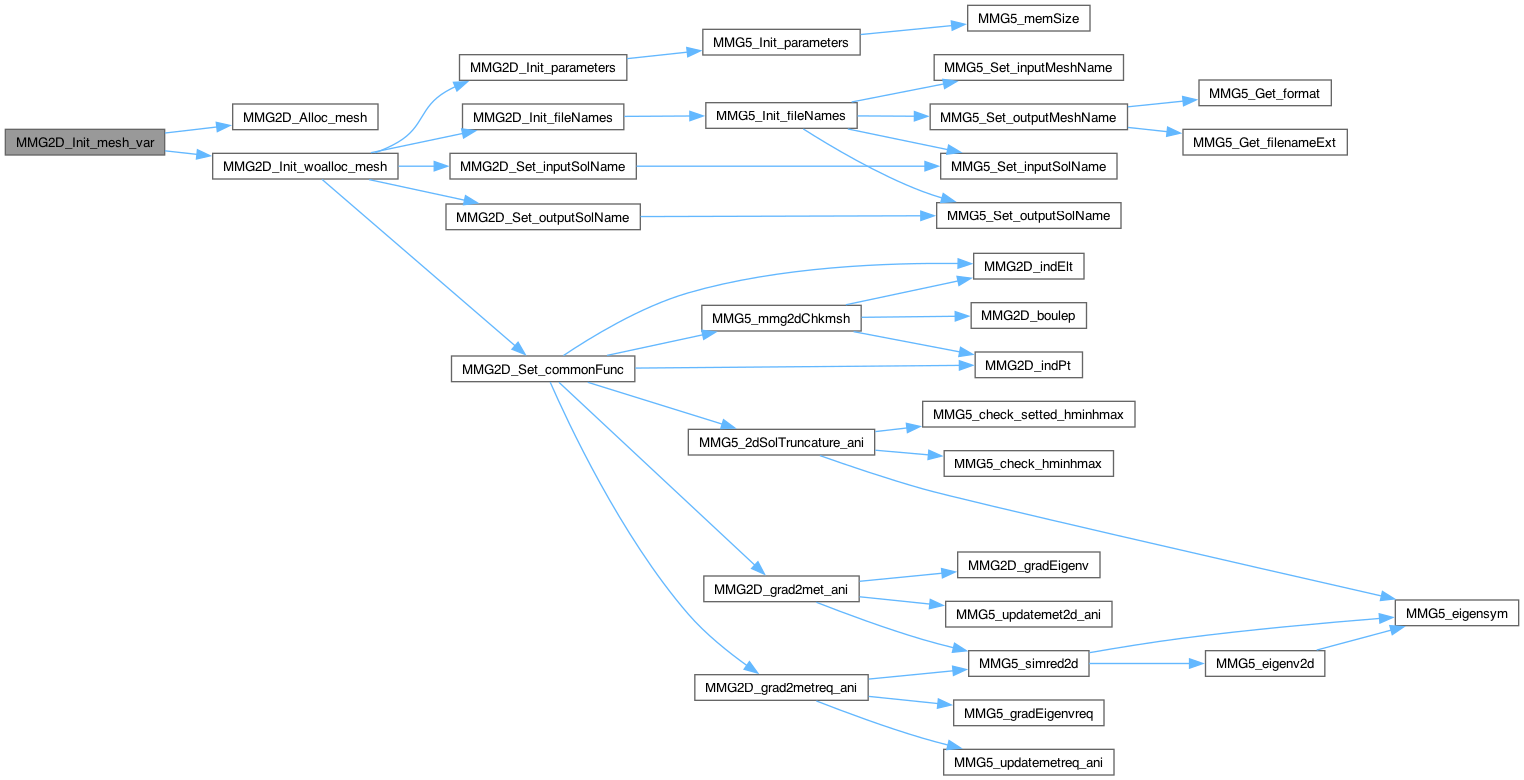 MMG2D_Init_mesh_var
MMG2D_Alloc_mesh
MMG2D_Init_woalloc_mesh
MMG2D_Init_parameters
MMG2D_Init_fileNames
MMG2D_Set_inputSolName
MMG2D_Set_outputSolName
MMG2D_Set_commonFunc
MMG5_Init_parameters
MMG5_Init_fileNames
MMG5_mmg2dChkmsh
MMG5_2dSolTruncature_ani
MMG2D_grad2met_ani
MMG2D_grad2metreq_ani
MMG5_memSize
MMG5_Set_inputMeshName
MMG5_Set_outputMeshName
MMG5_Set_inputSolName
MMG5_Set_outputSolName
MMG2D_indElt
MMG2D_boulep
MMG2D_indPt
MMG5_check_setted_hminhmax
MMG5_check_hminhmax
MMG2D_gradEigenv
MMG5_updatemet2d_ani
MMG5_simred2d
MMG5_gradEigenvreq
MMG5_updatemetreq_ani
MMG5_Get_format
MMG5_Get_filenameExt
MMG5_eigenv2d
MMG5_eigensym